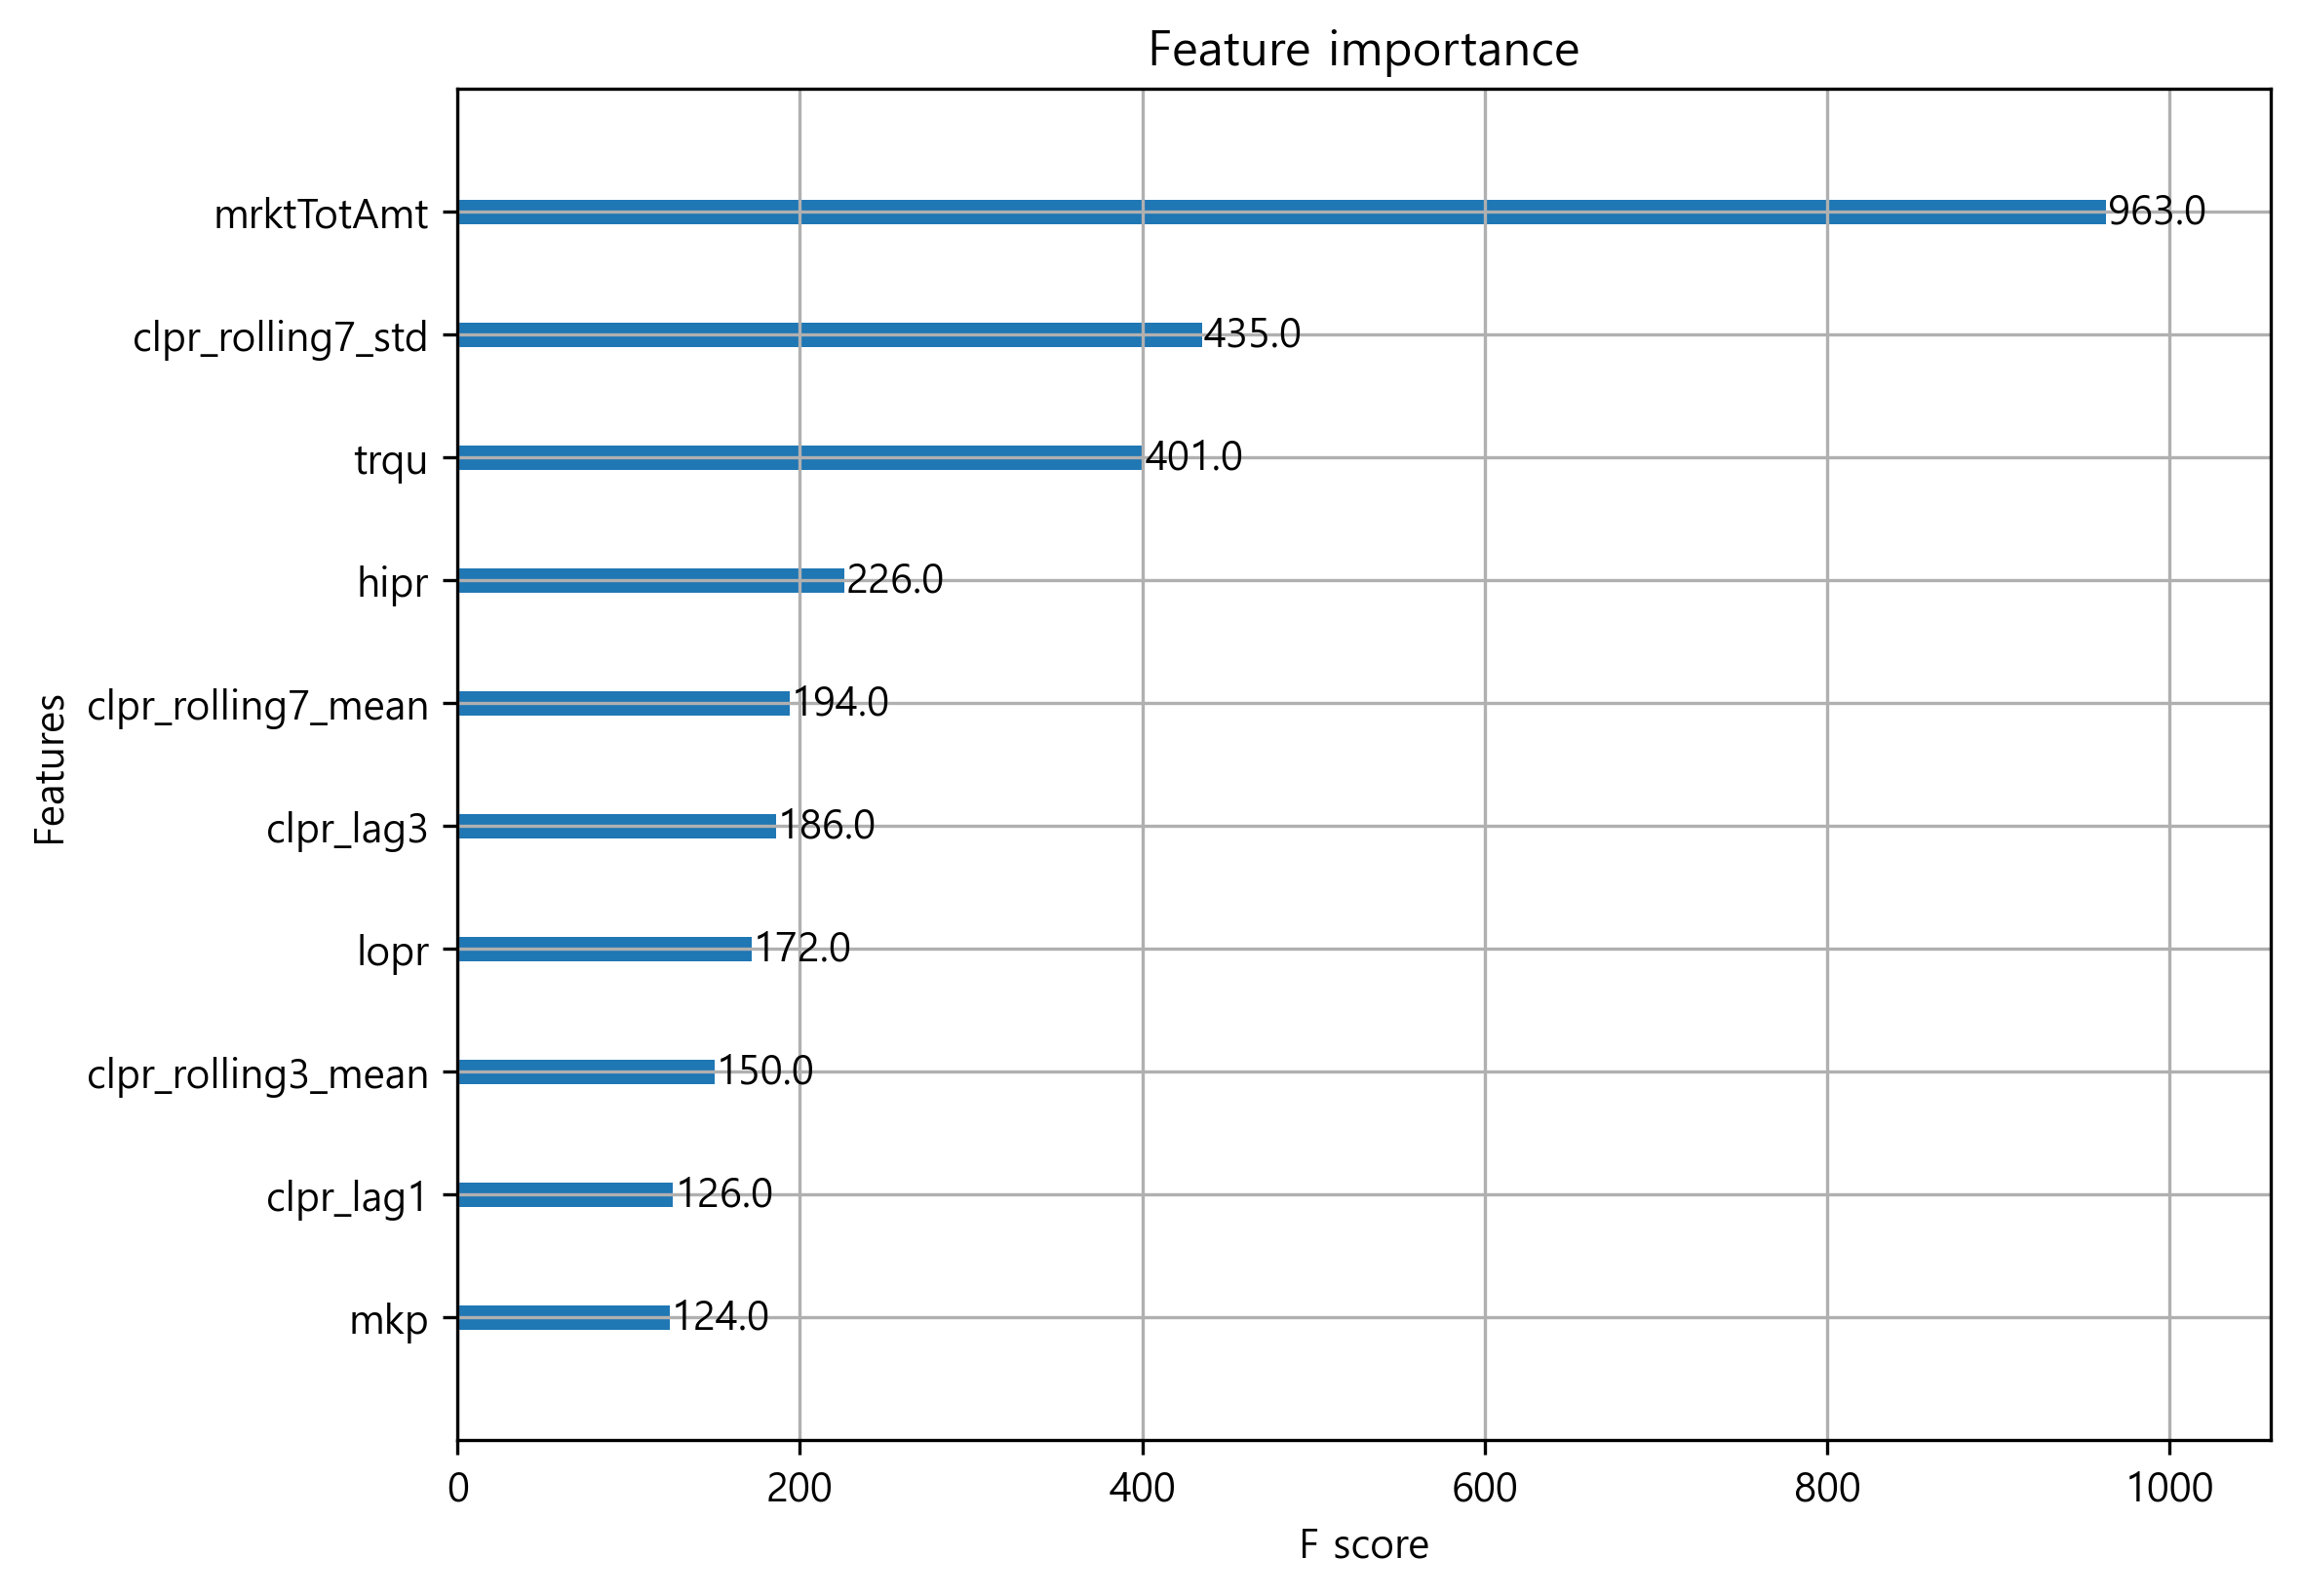 Feature importance
mrktTotAmt
963.0
clpr_rolling7_std
435.0
trqu
401.0
hipr
226.0
clpr_rolling7_mean
194.0
clpr_lag3
186.0
lopr
172.0
clpr_rolling3_mean
150.0
clpr_lag1
126.0
mkp
124.0
Features
0 200 400 600 800 1000
F score